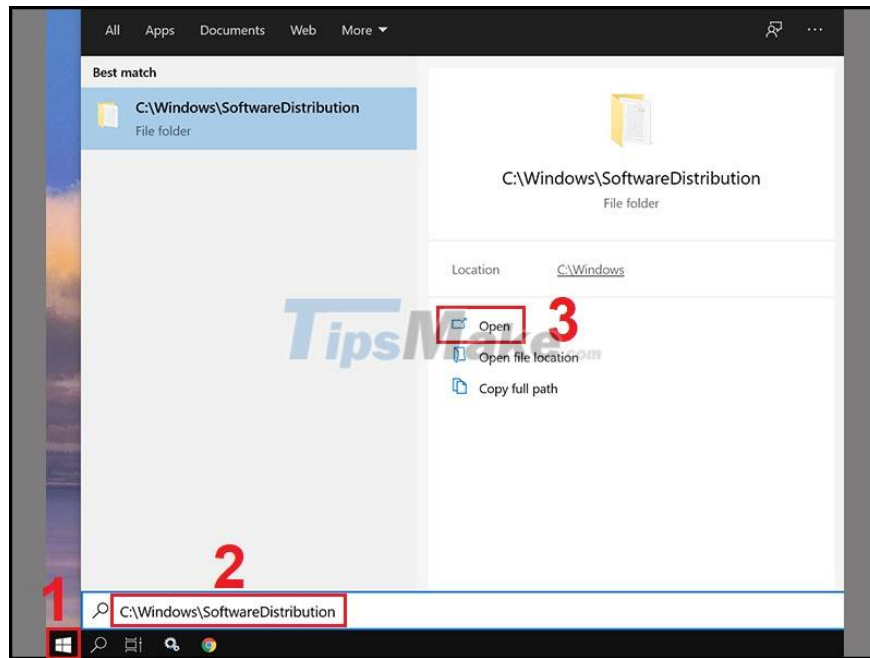 All Apps Documents Web More
Best match
C:\Windows\SoftwareDistribution
File folder
C:\Windows\SoftwareDistribution
File folder
Location C:\Windows
Open 3
TipsMake.com
Open file location
Copy full path
2
1
C:\Windows\SoftwareDistribution